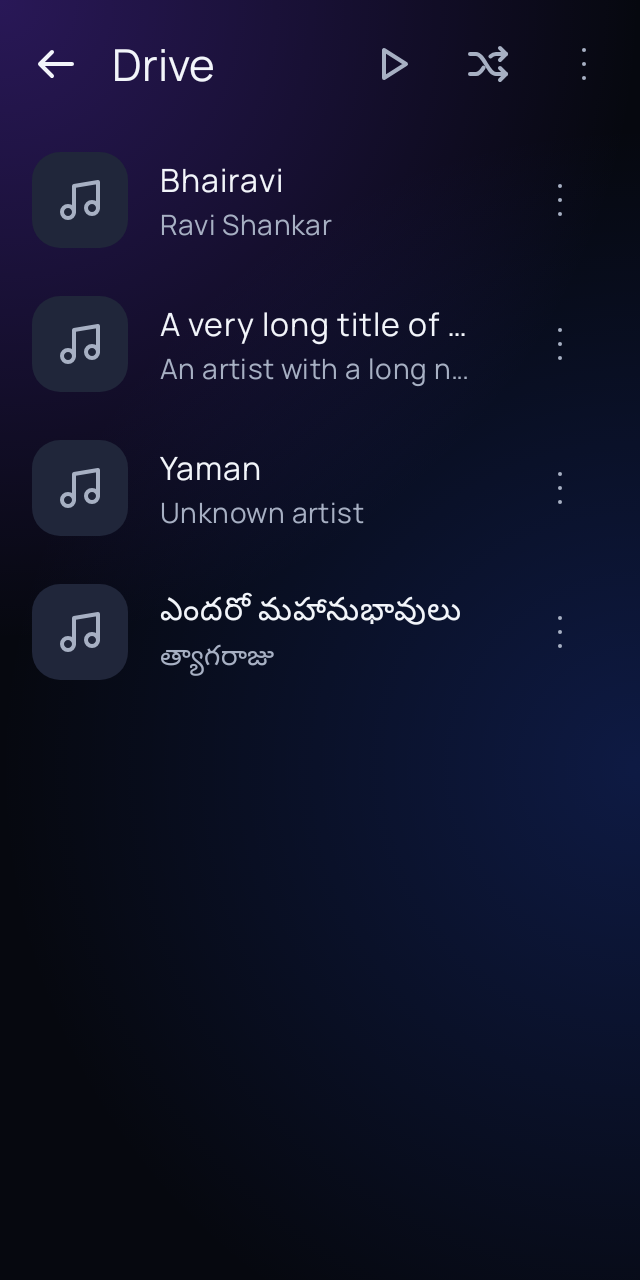 Drive
Bhairavi
Ravi Shankar
A very long title of ...
An artist with a long n...
Yaman
Unknown artist
ఎందరో మహానుభావులు
త్యాగరాజు